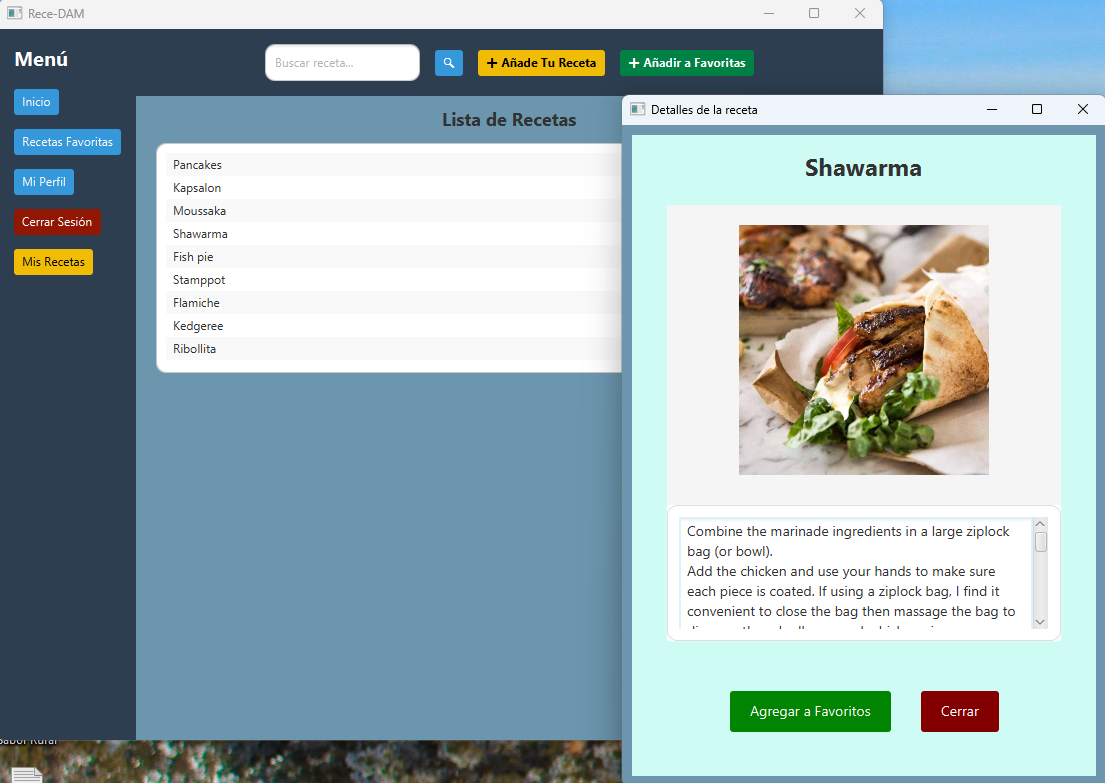 Rece-DAM
Menú
Buscar receta...
+ Añade Tu Receta
+ Añadir a Favoritas
Inicio
Recetas Favoritas
Mi Perfil
Cerrar Sesión
Mis Recetas
Lista de Recetas
Pancakes
Kapsalon
Moussaka
Shawarma
Fish pie
Stamppot
Flamiche
Kedgeree
Ribollita
Detalles de la receta
Shawarma
Combine the marinade ingredients in a large ziplock
bag (or bowl).
Add the chicken and use your hands to make sure
each piece is coated. If using a ziplock bag, I find it
convenient to close the bag then massage the bag to
Agregar a Favoritos
Cerrar